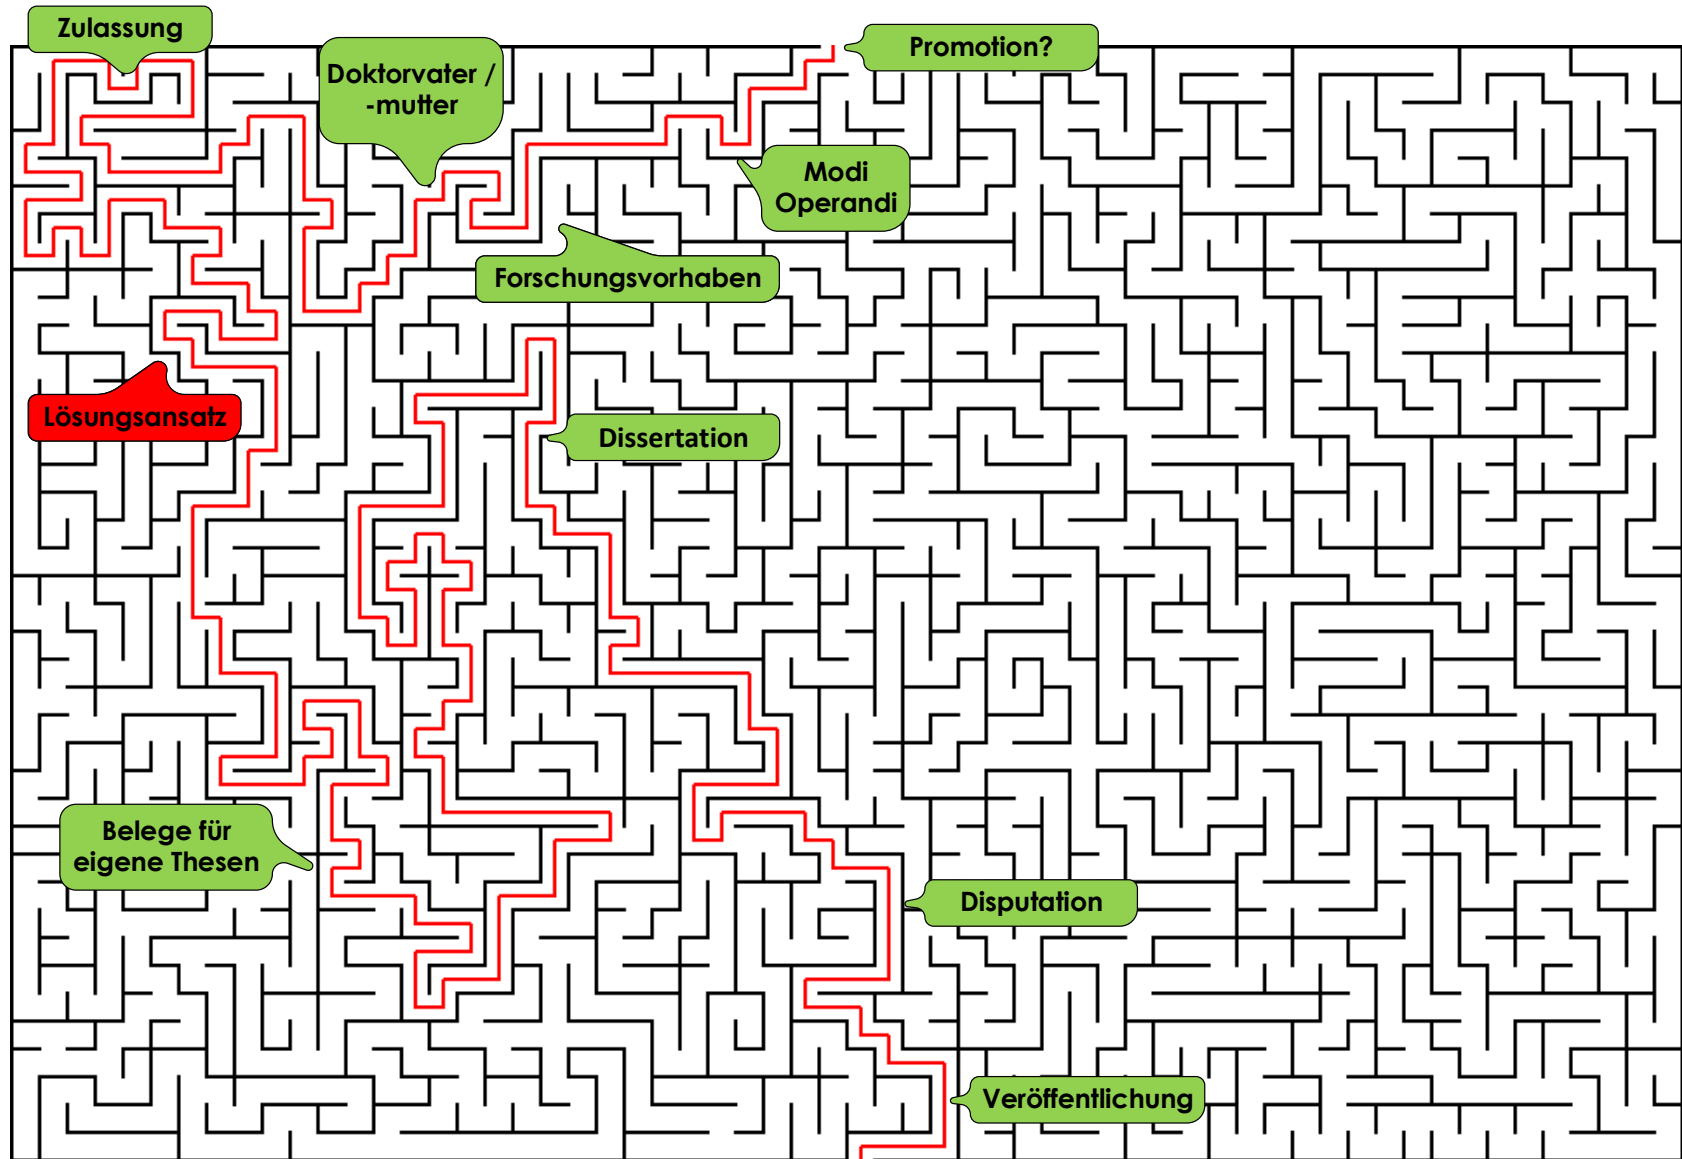 Zulassung
Promotion?
Doktorvater /
-mutter
Modi
Operandi
Forschungsvorhaben
Lösungsansatz
Dissertation
Belege für
eigene Thesen
Disputation
Veröffentlichung